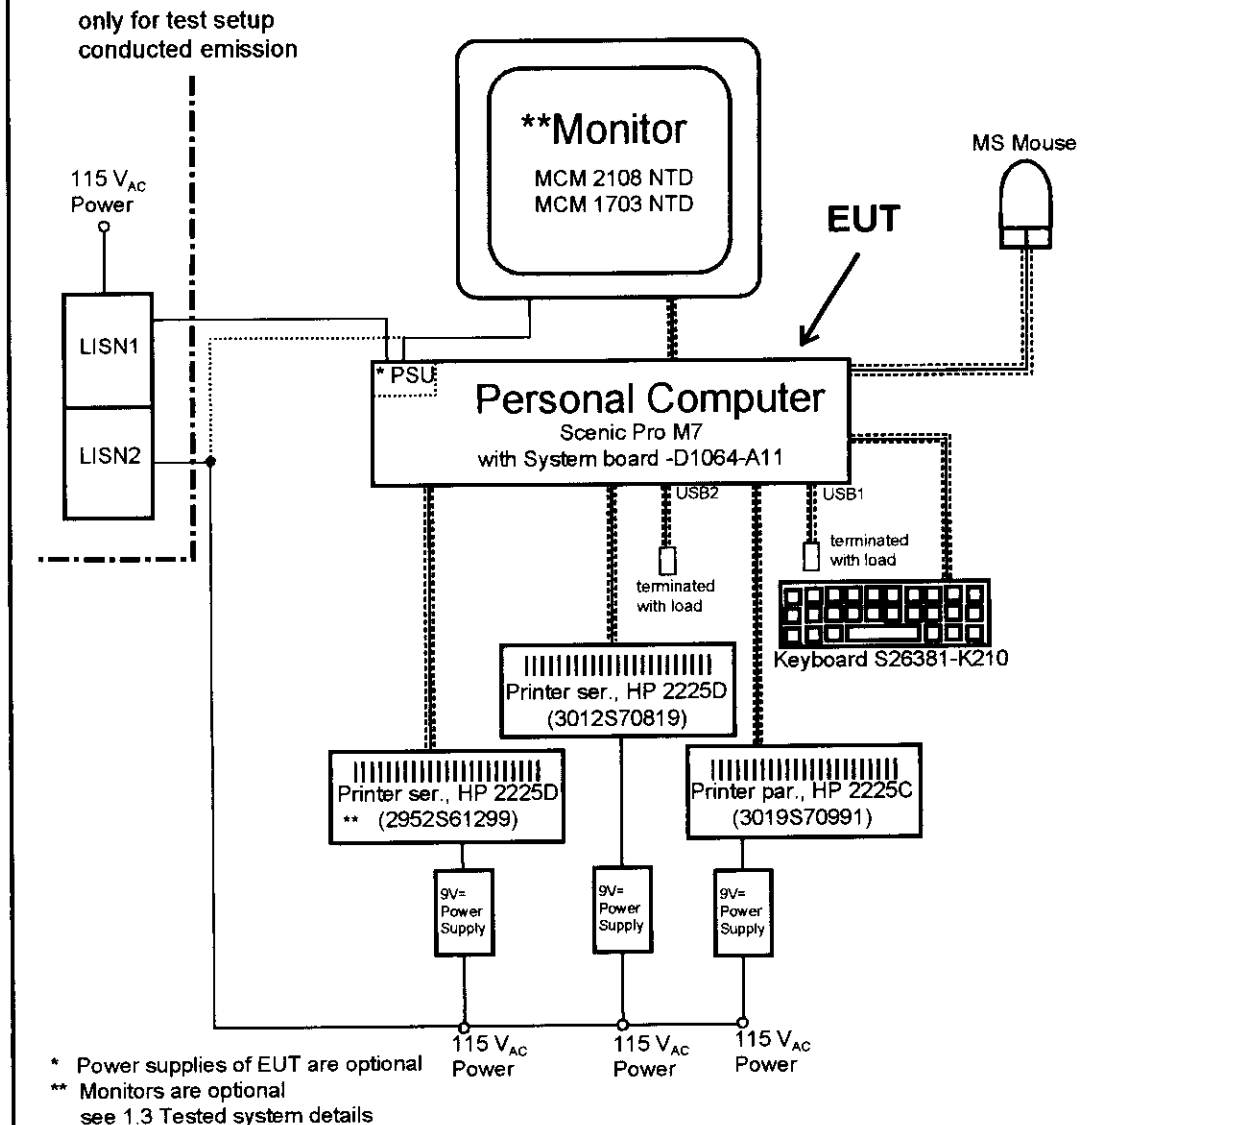 only for test setup
conducted emission
**Monitor
MCM 2108 NTD
MCM 1703 NTD
MS Mouse
115 VAC
Power
EUT
LISN1
* PSU
Personal Computer
Scenic Pro M7
with System board -D1064-A11
LISN2
USB2
USB1
terminated
with load
terminated
with load
Keyboard S26381-K210
Printer ser., HP 2225D
(3012S70819)
Printer ser., HP 2225D
** (2952S61299)
Printer par., HP 2225C
(3019S70991)
9V=
Power
Supply
9V=
Power
Supply
9V=
Power
Supply
115 VAC
Power
115 VAC
Power
115 VAC
Power
* Power supplies of EUT are optional
** Monitors are optional
see 1.3 Tested system details